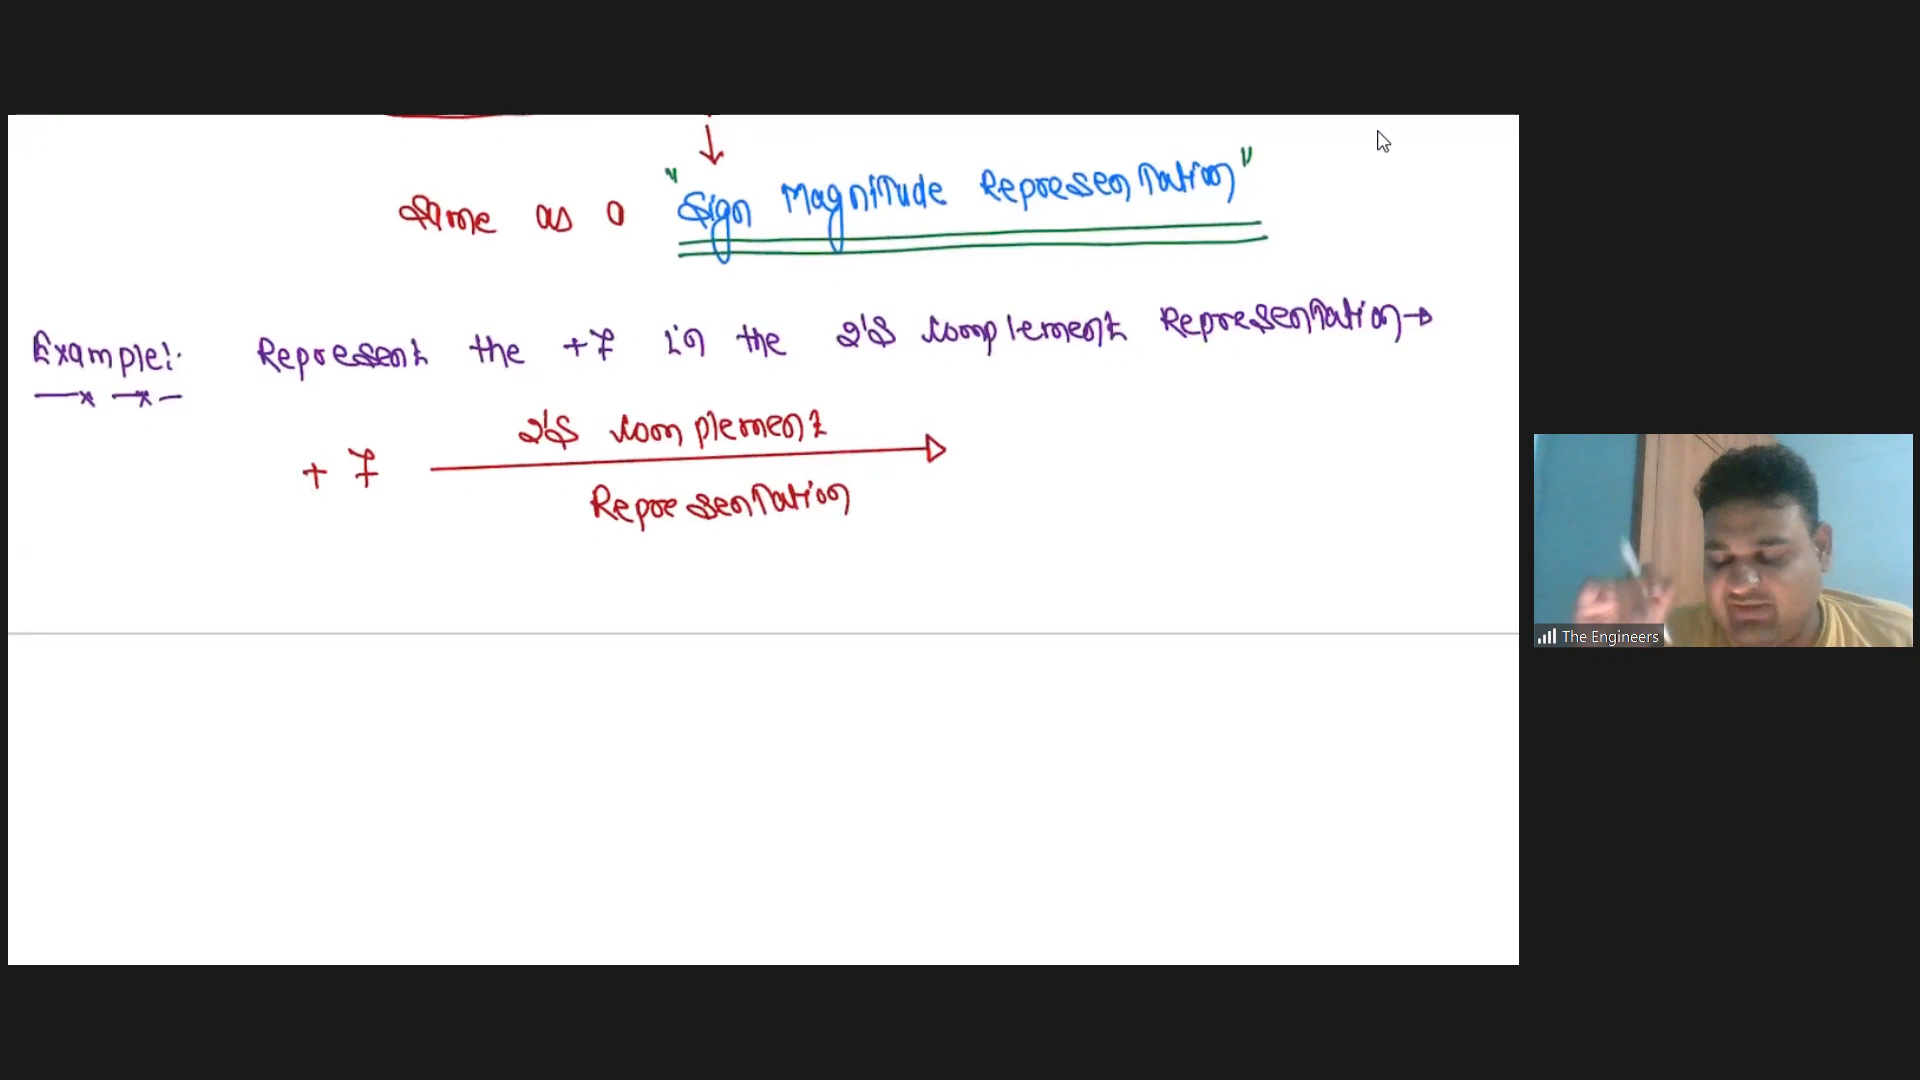 Same as a "Sign Magnitude Representation"
Example:- Represent the +7 in the 2's complement Representation→
2's complement
+ 7
Representation
The Engineers